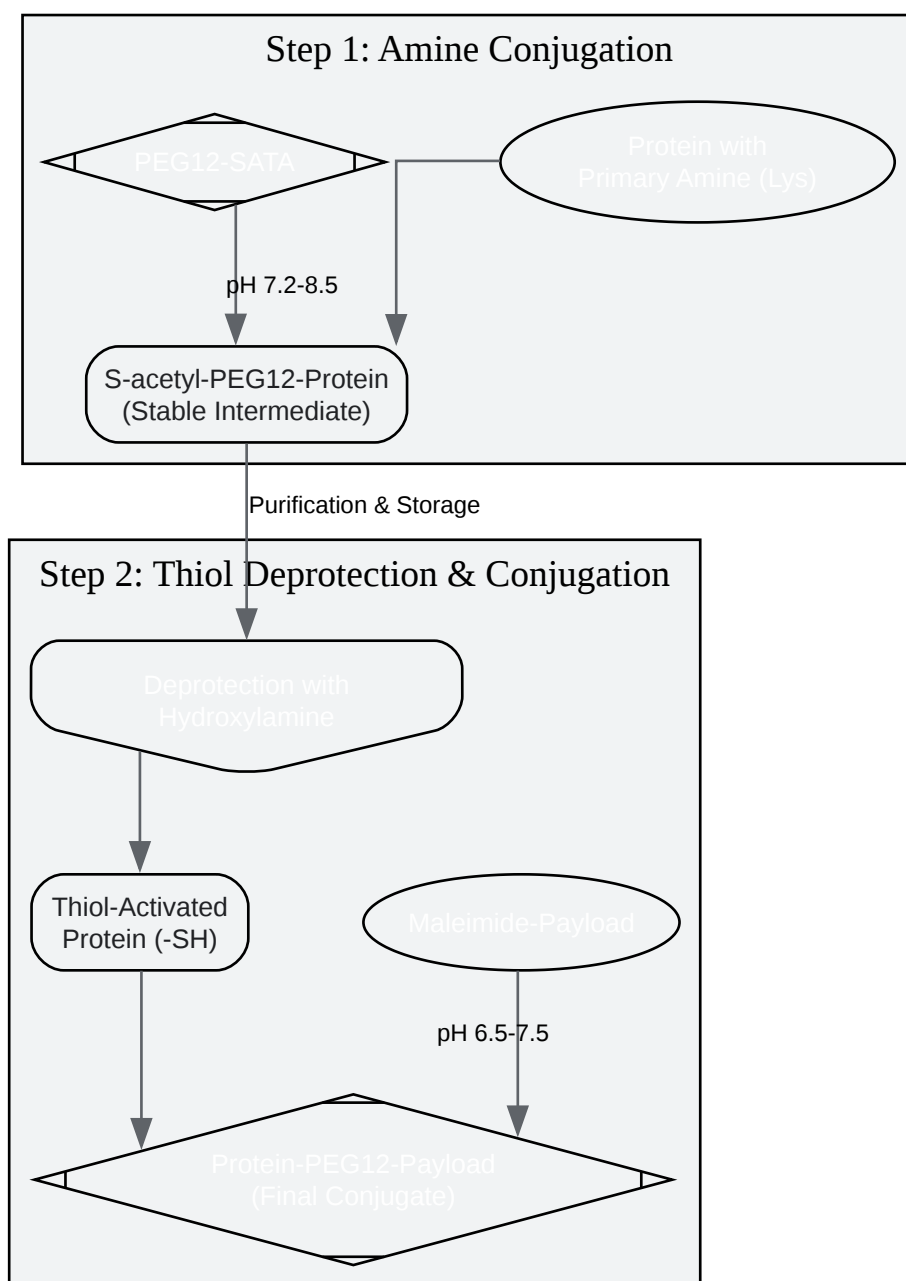 Step 1: Amine Conjugation
PEG12-SATA
Protein with
Primary Amine (Lys)
pH 7.2-8.5
S-acetyl-PEG12-Protein
(Stable Intermediate)
Purification & Storage
Step 2: Thiol Deprotection & Conjugation
Deprotection with
Hydroxylamine
Thiol-Activated
Protein (-SH)
Maleimide-Payload
pH 6.5-7.5
Protein-PEG12-Payload
(Final Conjugate)